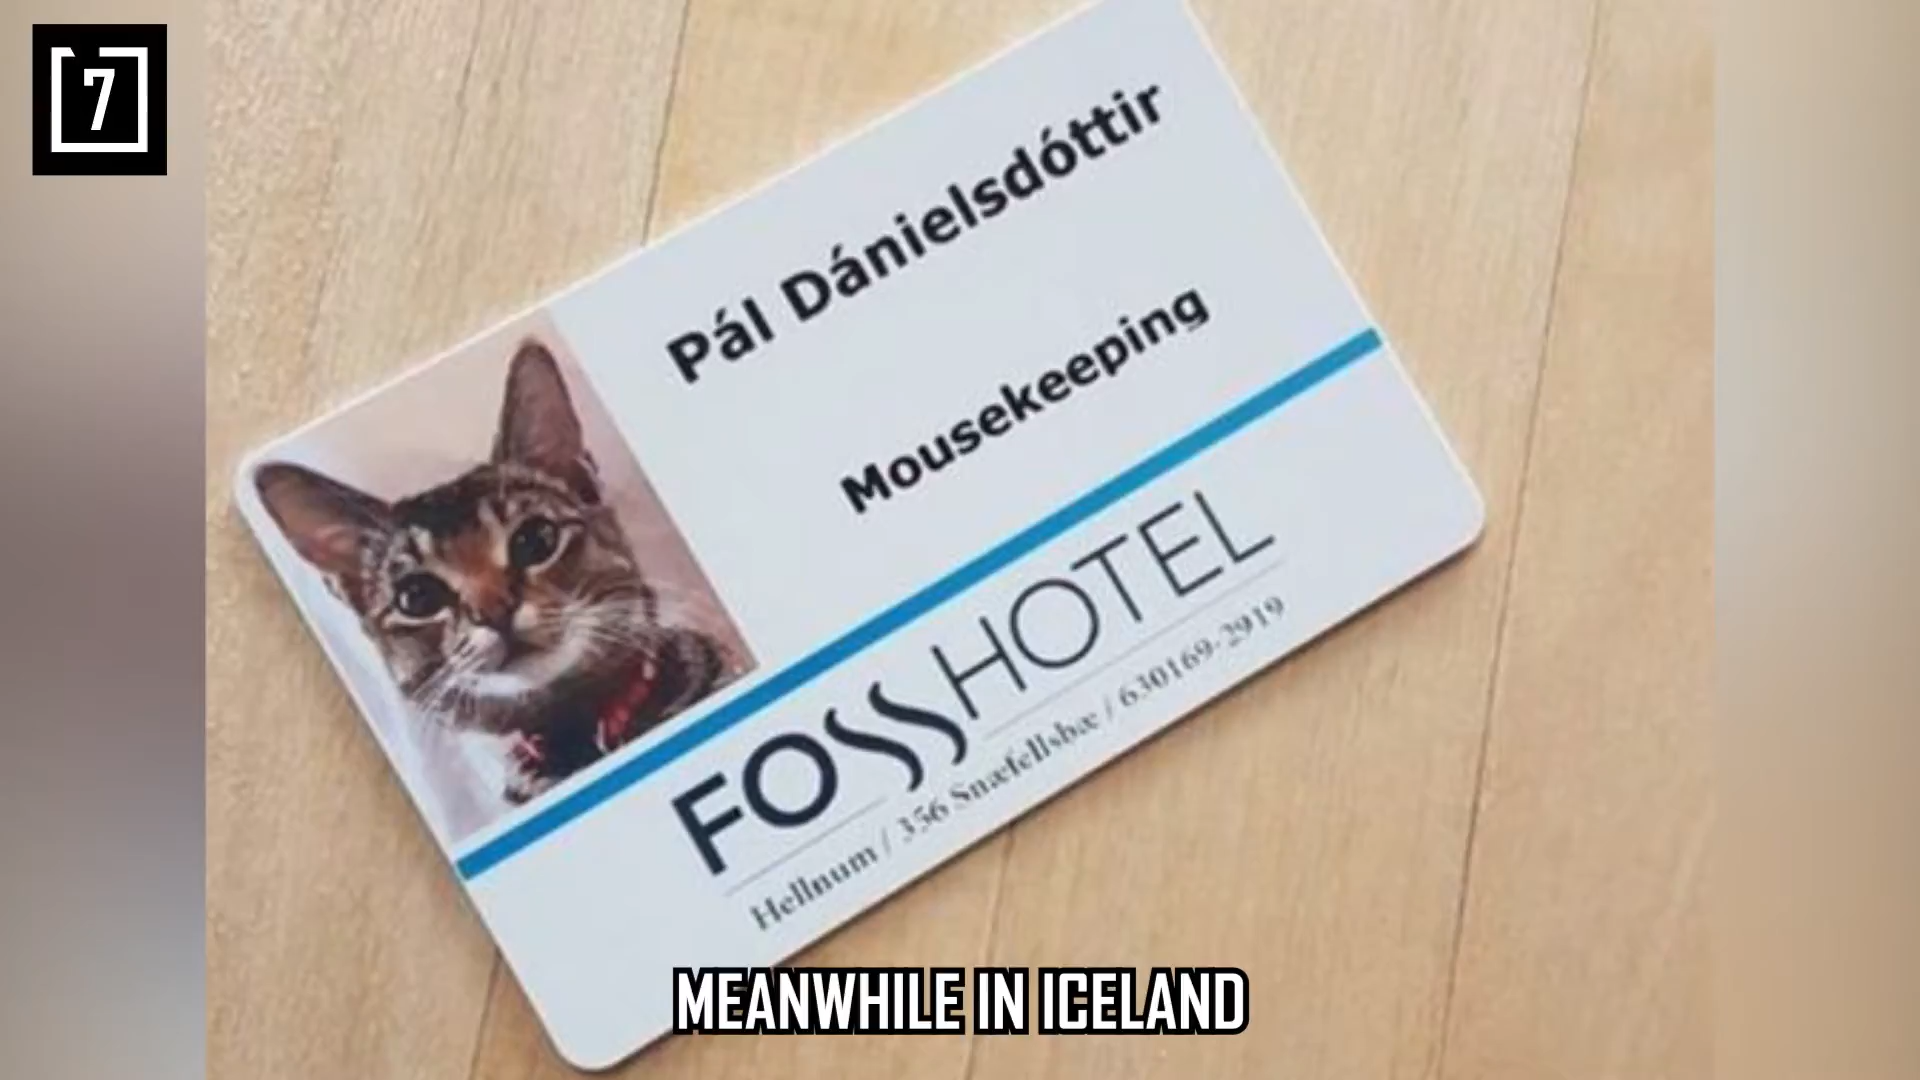 7
Pál Dánielsdóttir
Mousekeeping
FOSSHOTEL
Hellnum / 356 Snæfellsbæ / 630169-2919
MEANWHILE IN ICELAND